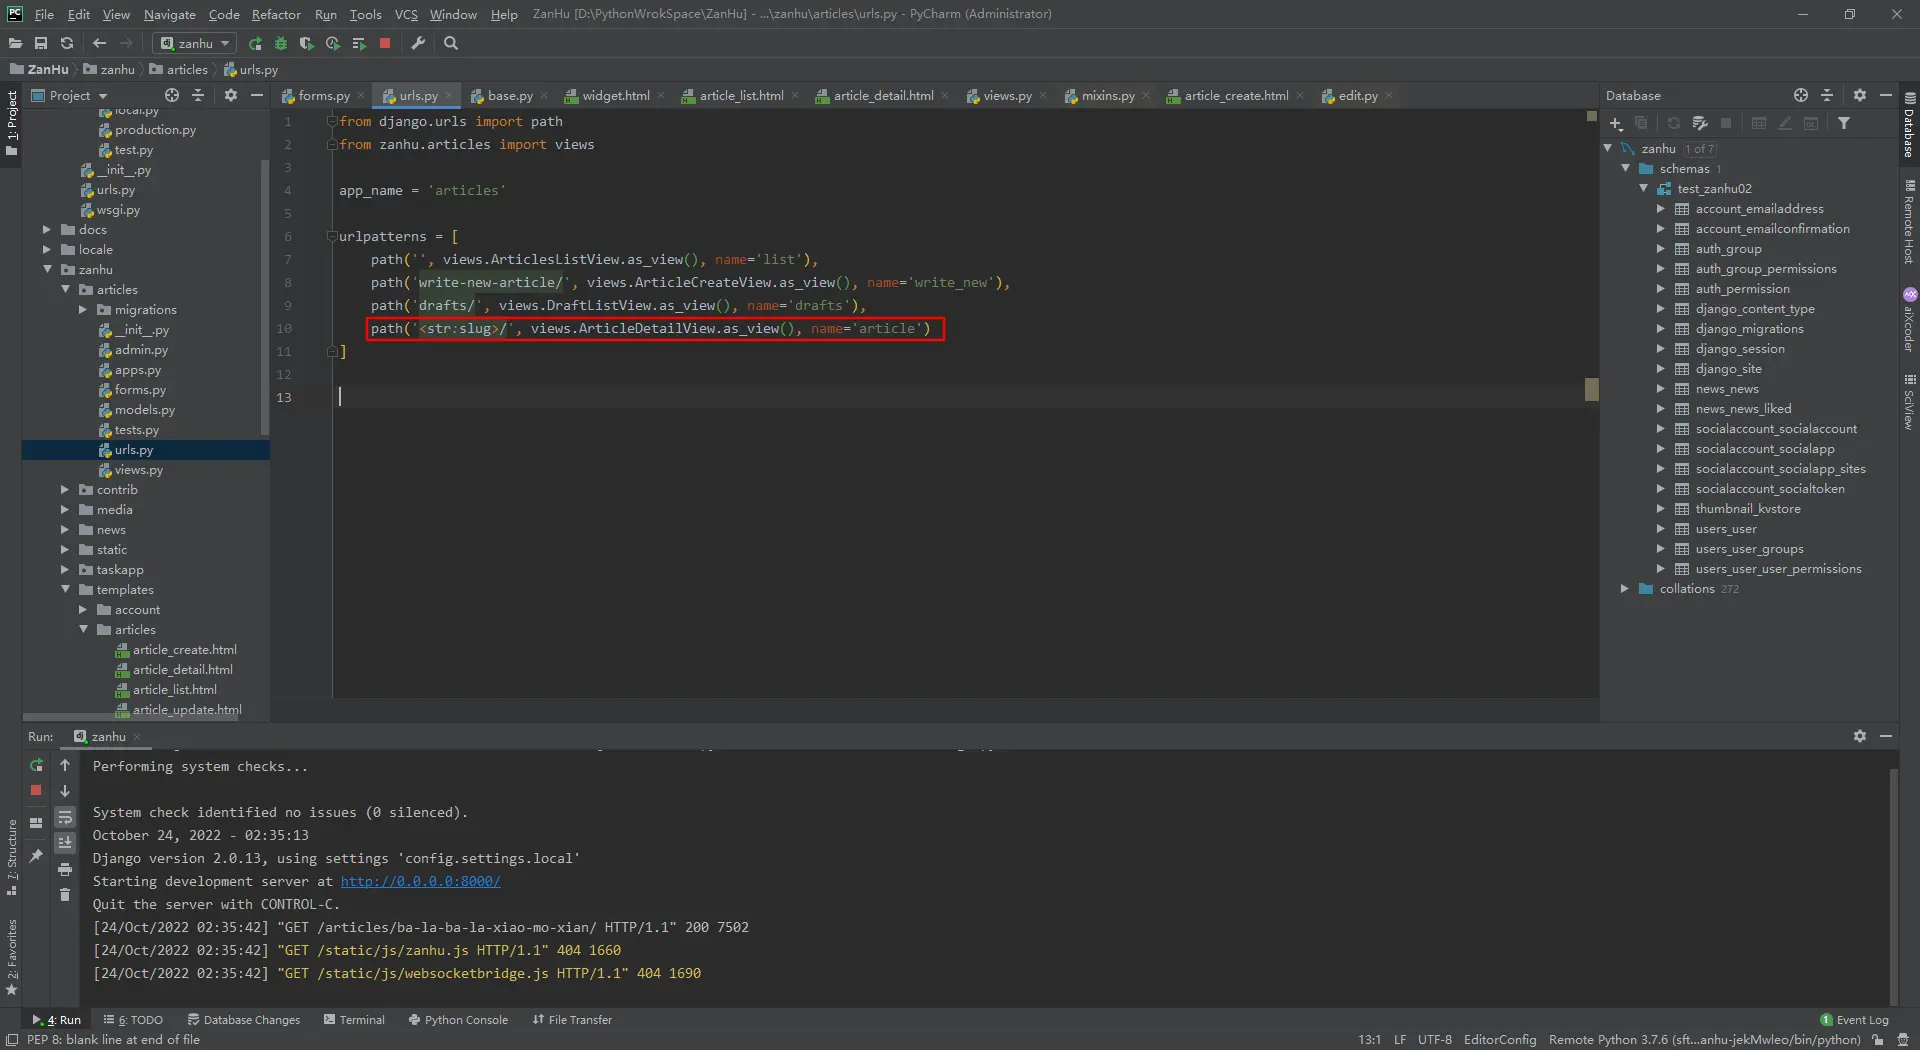 PC File Edit View Navigate Code Refactor Run Tools VCS Window Help ZanHu [D:\PythonWrokSpace\ZanHu] - ...\zanhu\articles\urls.py - PyCharm (Administrator)
dj zanhu
ZanHu zanhu articles urls.py
1: Project
Project
forms.py urls.py base.py widget.html article_list.html article_detail.html views.py mixins.py article_create.html edit.py
local.py
production.py
test.py
__init__.py
urls.py
wsgi.py
docs
locale
zanhu
articles
migrations
__init__.py
admin.py
apps.py
forms.py
models.py
tests.py
urls.py
views.py
contrib
media
news
static
taskapp
templates
account
articles
article_create.html
article_detail.html
article_list.html
article_update.html
1 from django.urls import path
2 from zanhu.articles import views
3
4 app_name = 'articles'
5
6 urlpatterns = [
7 path('', views.ArticlesListView.as_view(), name='list'),
8 path('write-new-article/', views.ArticleCreateView.as_view(), name='write_new'),
9 path('drafts/', views.DraftListView.as_view(), name='drafts'),
10 path('<str:slug>/', views.ArticleDetailView.as_view(), name='article')
11 ]
12
13
Database
zanhu 1 of 7
schemas 1
test_zanhu02
account_emailaddress
account_emailconfirmation
auth_group
auth_group_permissions
auth_permission
django_content_type
django_migrations
django_session
django_site
news_news
news_news_liked
socialaccount_socialaccount
socialaccount_socialapp
socialaccount_socialapp_sites
socialaccount_socialtoken
thumbnail_kvstore
users_user
users_user_groups
users_user_user_permissions
collations 272
Database
Remote Host
aiXcoder
SciView
Run: zanhu
Performing system checks...
System check identified no issues (0 silenced).
October 24, 2022 - 02:35:13
Django version 2.0.13, using settings 'config.settings.local'
Starting development server at http://0.0.0.0:8000/
Quit the server with CONTROL-C.
[24/Oct/2022 02:35:42] "GET /articles/ba-la-ba-la-xiao-mo-xian/ HTTP/1.1" 200 7502
[24/Oct/2022 02:35:42] "GET /static/js/zanhu.js HTTP/1.1" 404 1660
[24/Oct/2022 02:35:42] "GET /static/js/websocketbridge.js HTTP/1.1" 404 1690
7: Structure
2: Favorites
4: Run 6: TODO Database Changes Terminal Python Console File Transfer 1 Event Log
PEP 8: blank line at end of file 13:1 LF UTF-8 EditorConfig Remote Python 3.7.6 (sft...anhu-jekMwleo/bin/python)